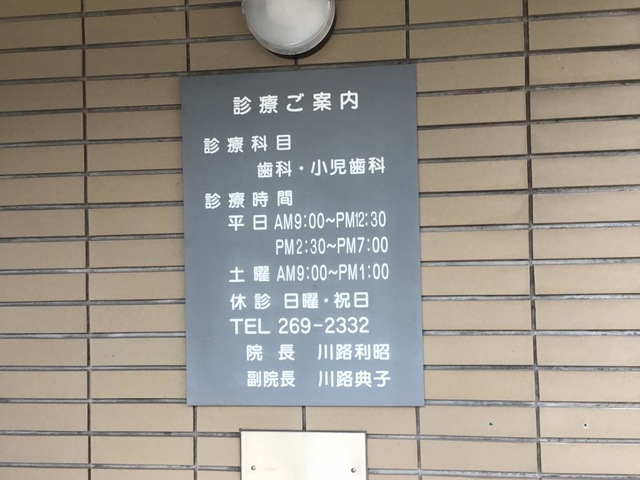 診療ご案内
診療科目
歯科・小児歯科
診療時間
平日 AM9:00~PM12:30
PM2:30~PM7:00
土曜 AM9:00~PM1:00
休診 日曜・祝日
TEL 269-2332
院長 川路利昭
副院長 川路典子